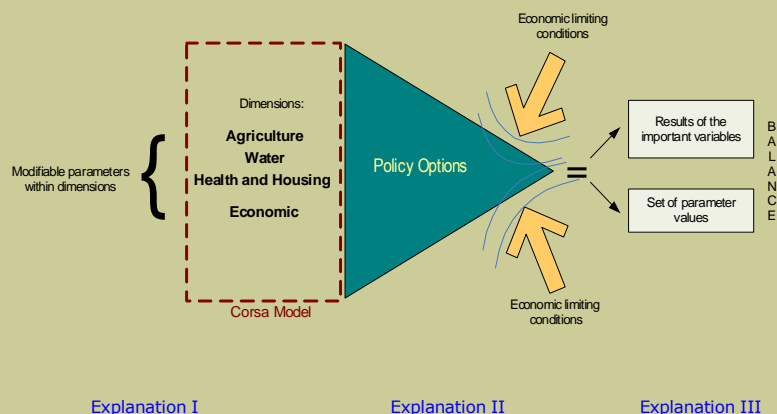 Economic limiting
conditions
Dimensions:
Agriculture
Water
Health and Housing
Economic
Modifiable parameters
within dimensions
{
Policy Options
=
Results of the
important variables
Set of parameter
values
B
A
L
A
N
C
E
Economic limiting
conditions
Corsa Model
Explanation I
Explanation II
Explanation III